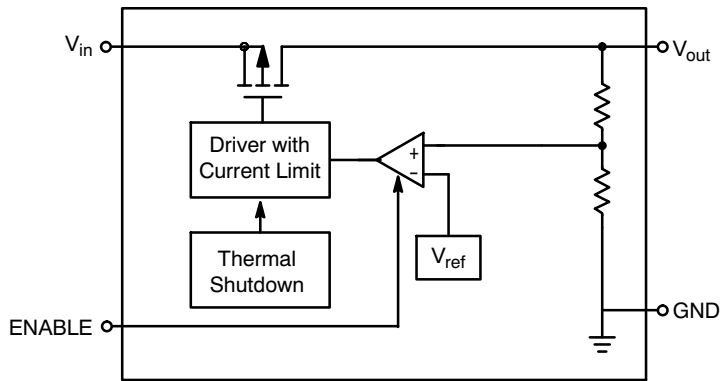 Vin
Vout
Driver with
Current Limit
+
−
Thermal
Shutdown
Vref
ENABLE
GND